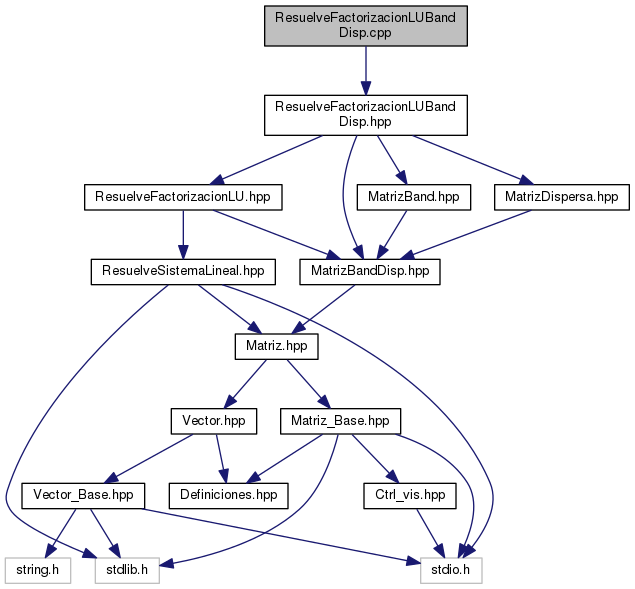 ResuelveFactorizacionLUBand
Disp.cpp
ResuelveFactorizacionLUBand
Disp.hpp
ResuelveFactorizacionLU.hpp
MatrizBand.hpp
MatrizDispersa.hpp
ResuelveSistemaLineal.hpp
MatrizBandDisp.hpp
Matriz.hpp
Vector.hpp
Matriz_Base.hpp
Vector_Base.hpp
Definiciones.hpp
Ctrl_vis.hpp
string.h
stdlib.h
stdio.h